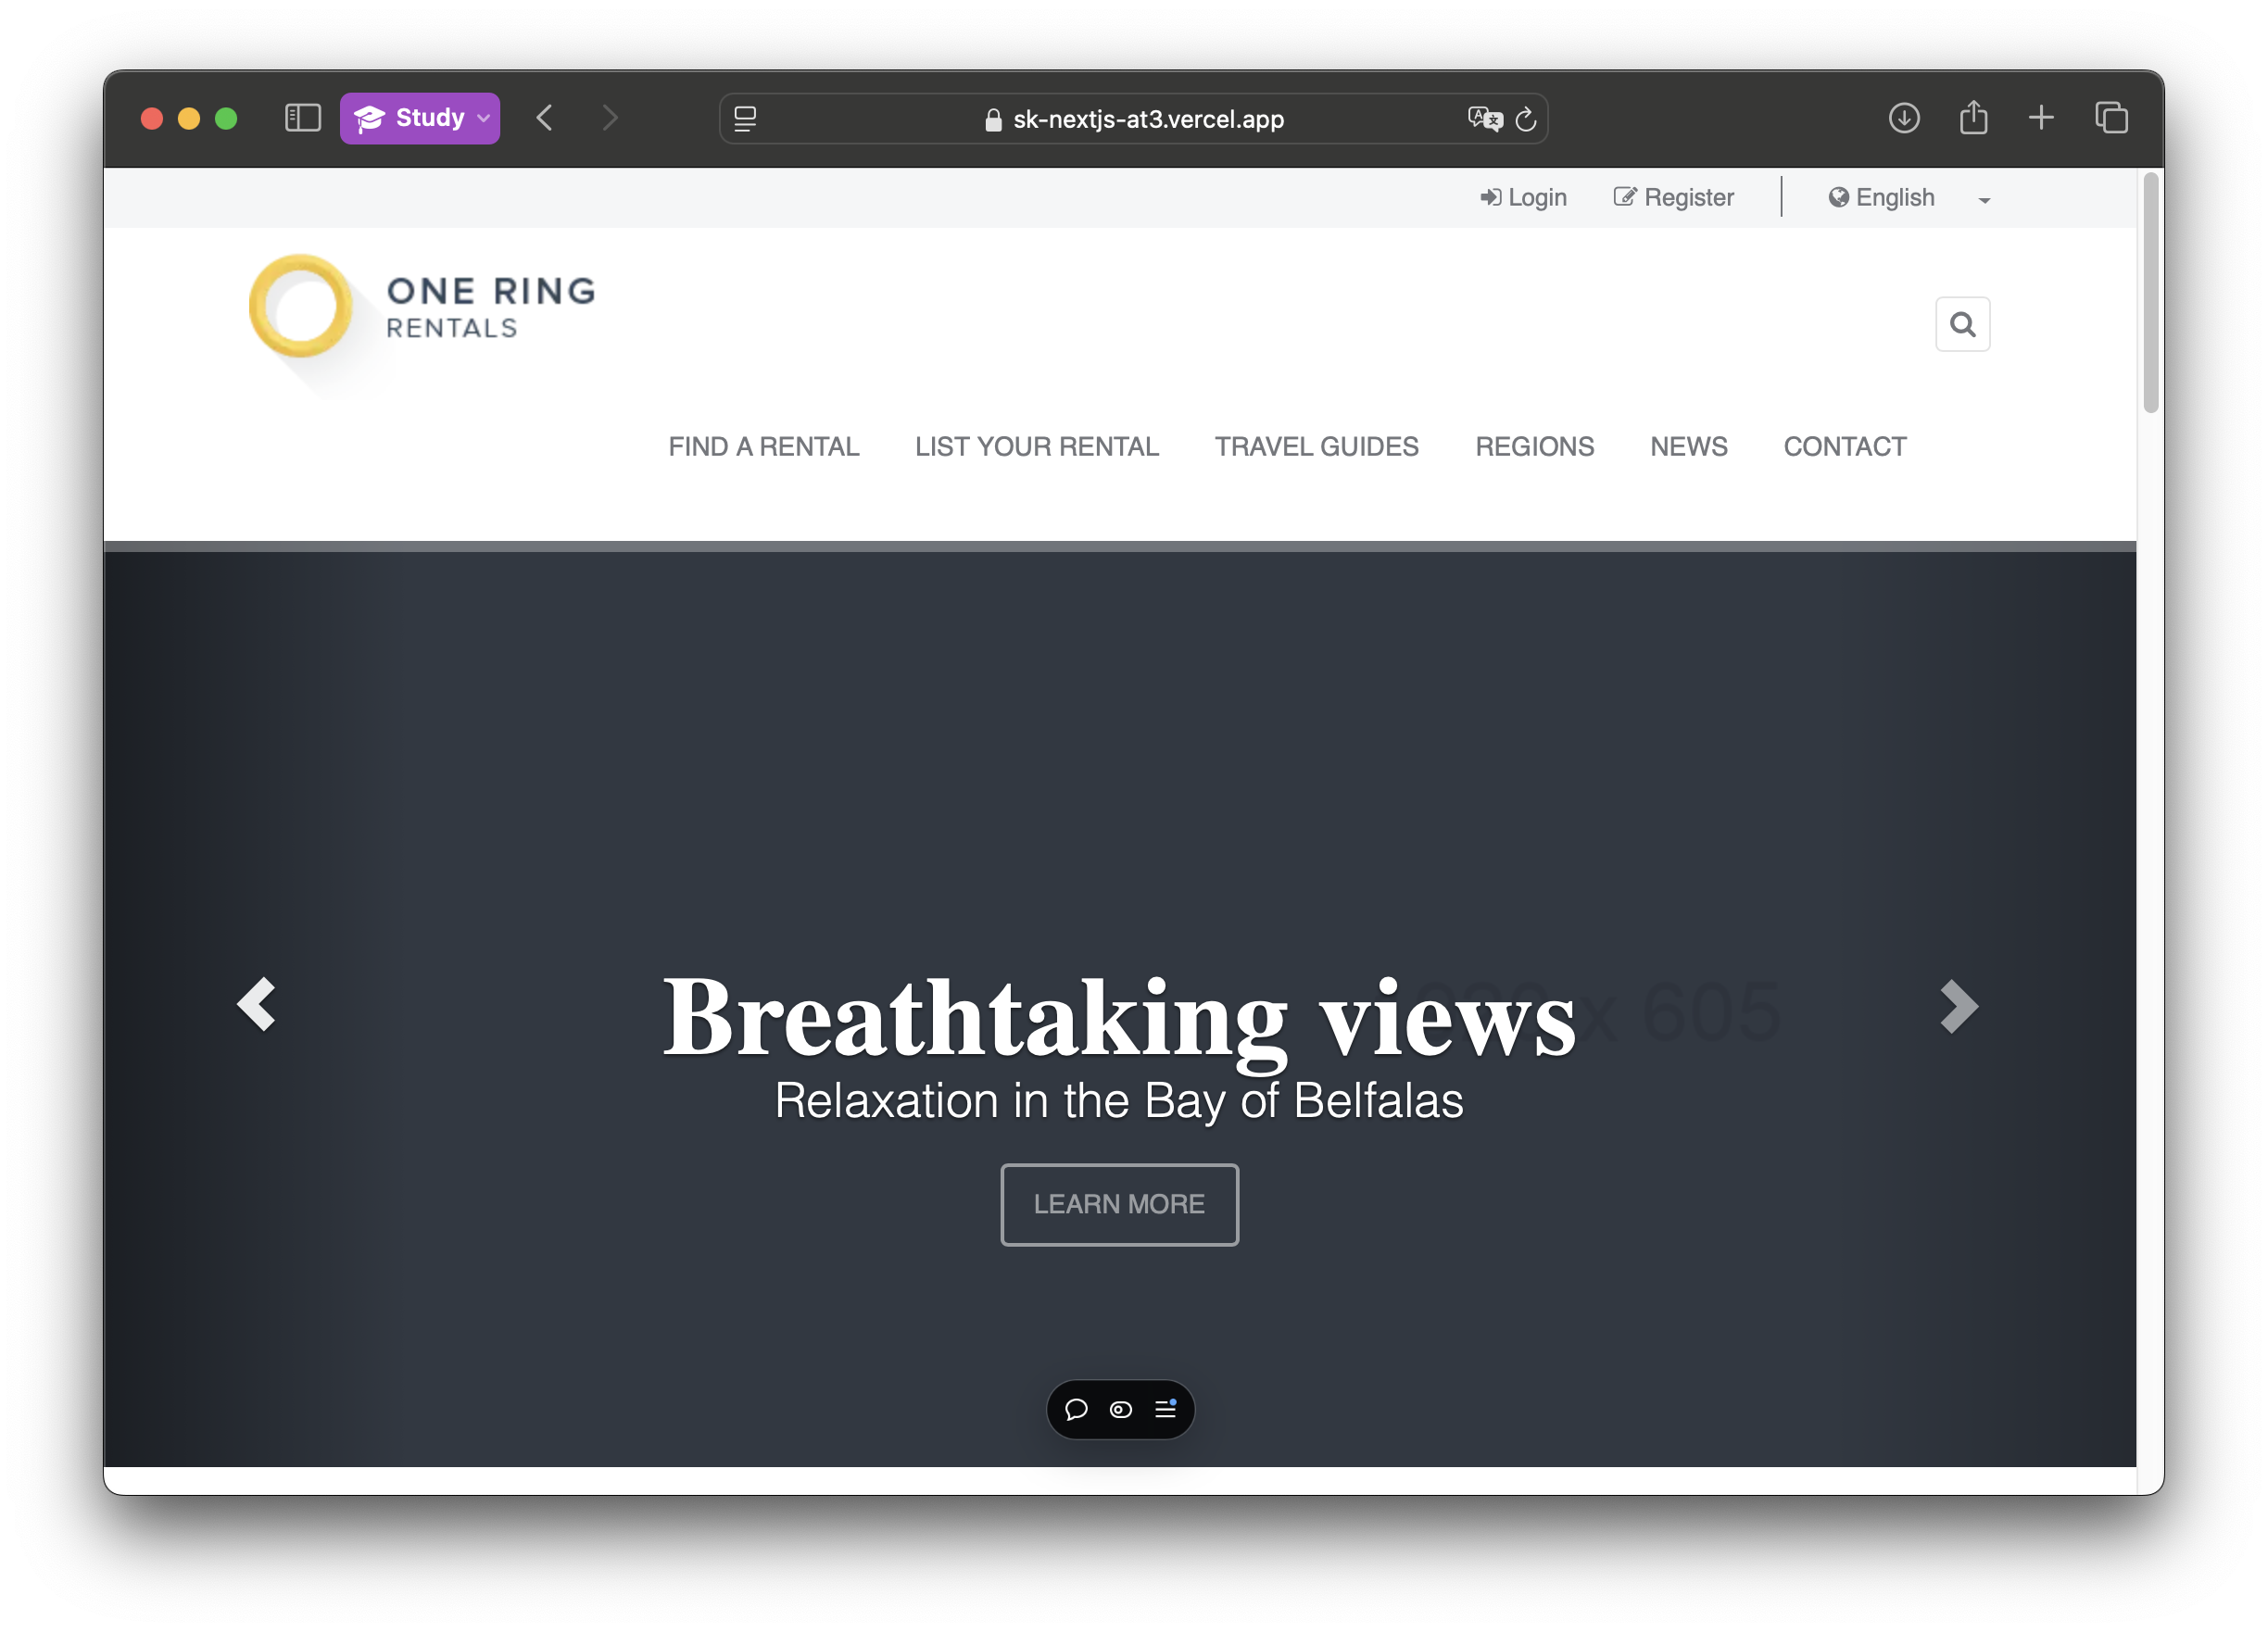 Study
sk-nextjs-at3.vercel.app
Login Register English
ONE RING
RENTALS
FIND A RENTAL LIST YOUR RENTAL TRAVEL GUIDES REGIONS NEWS CONTACT
Breathtaking views
x 605
Relaxation in the Bay of Belfalas
LEARN MORE